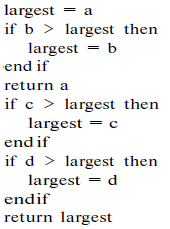 largest = a
if b > largest then
largest = b
end if
return a
if c > largest then
largest = c
end if
if d > largest then
largest = d
endif
return largest